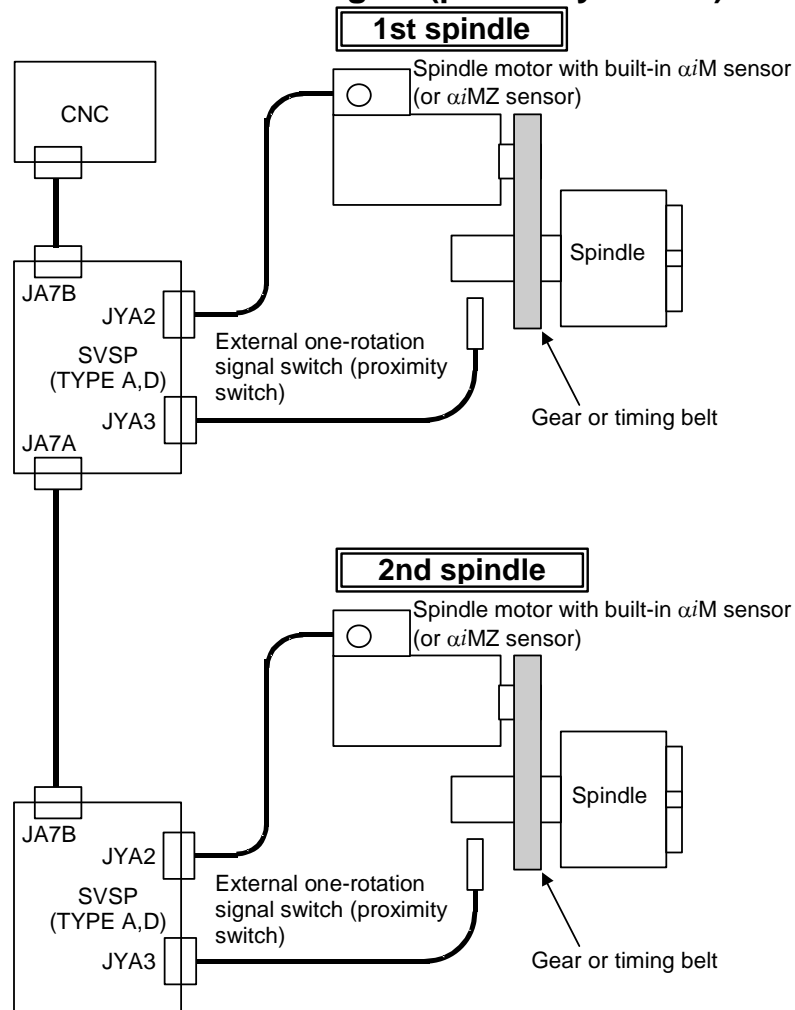 1st spindle
Spindle motor with built-in αiM sensor
(or αiMZ sensor)
CNC
Spindle
JA7B
JYA2
External one-rotation
signal switch (proximity
switch)
SVSP
(TYPE A,D)
JYA3
Gear or timing belt
JA7A
2nd spindle
Spindle motor with built-in αiM sensor
(or αiMZ sensor)
Spindle
JA7B
JYA2
External one-rotation
signal switch (proximity
switch)
SVSP
(TYPE A,D)
JYA3
Gear or timing belt